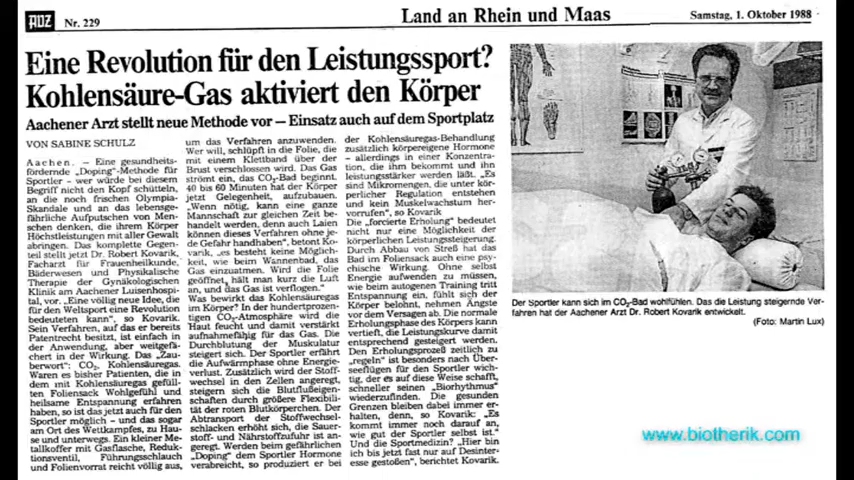 ADZ
Nr. 229
Land an Rhein und Maas
Samstag, 1. Oktober 1988
Eine Revolution für den Leistungssport?
Kohlensäure-Gas aktiviert den Körper
Aachener Arzt stellt neue Methode vor – Einsatz auch auf dem Sportplatz
VON SABINE SCHULZ
Aachen. – Eine gesundheits-
fördernde „Doping"-Methode für
Sportler – wer würde bei diesem
Begriff nicht den Kopf schütteln,
an die noch frischen Olympia-
Skandale und an das lebensge-
fährliche Aufputschen von Men-
schen denken, die ihrem Körper
Höchstleistungen mit aller Gewalt
abringen. Das komplette Gegen-
teil stellt jetzt Dr. Robert Kovarik,
Facharzt für Frauenheilkunde,
Bäderwesen und Physikalische
Therapie der Gynäkologischen
Klinik am Aachener Luisenhospi-
tal, vor. „Eine völlig neue Idee, die
für den Weltsport eine Revolution
bedeuteten kann", so Kovarik.
Sein Verfahren, auf das er bereits
Patentrecht besitzt, ist einfach in
der Anwendung, aber weitgefä-
chert in der Wirkung. Das „Zau-
berwort": CO₂, Kohlensäuregas.
Waren es bisher Patienten, die in
dem mit Kohlensäuregas gefüll-
ten Foliensack Wohlgefühl und
heilsame Entspannung erfahren
haben, so ist das jetzt auch für den
Sportler möglich – und das sogar
am Ort des Wettkampfes, zu Hau-
se und unterwegs. Ein kleiner Me-
tallkoffer mit Gasflasche, Reduk-
tionsventil, Führungsschlauch
und Folienvorrat reicht völlig aus,
um das Verfahren anzuwenden.
Wer will, schlüpft in die Folie, die
mit einem Klettband über der
Brust verschlossen wird. Das Gas
strömt ein, das CO₂-Bad beginnt.
40 bis 60 Minuten hat der Körper
jetzt Gelegenheit, aufzubauen.
„Wenn nötig, kann eine ganze
Mannschaft zur gleichen Zeit be-
handelt werden, denn auch Laien
können dieses Verfahren ohne je-
de Gefahr handhaben", betont Ko-
varik, „es besteht keine Möglich-
keit, wie beim Wannenbad, das
Gas einzuatmen. Wird die Folie
geöffnet, hält man kurz die Luft
an, und das Gas ist verflogen."
Was bewirkt das Kohlensäuregas
im Körper? In der hundertprozen-
tigen CO₂-Atmosphäre wird die
Haut feucht und damit verstärkt
aufnahmefähig für das Gas. Die
Durchblutung der Muskulatur
steigert sich. Der Sportler erfährt
die Aufwärmphase ohne Energie-
verlust. Zusätzlich wird der Stoff-
wechsel in den Zellen angeregt,
steigern sich die Blutflußeigen-
schaften durch größere Flexibili-
tät der roten Blutkörperchen. Der
Abtransport der Stoffwechsel-
schlacken erhöht sich, die Sauer-
stoff- und Nährstoffzufuhr ist an-
geregt. Werden beim gefährlichen
"Doping" dem Sportler Hormone
verabreicht, so produziert er bei
der Kohlensäuregas-Behandlung
zusätzlich körpereigene Hormone
– allerdings in einer Konzentra-
tion, die ihm bekommt und ihn
leistungsstärker werden läßt. „Es
sind Mikromengen, die unter kör-
perlicher Regulation entstehen
und kein Muskelwachstum her-
vorrufen", so Kovarik
Die „forcierte Erholung" bedeutet
nicht nur eine Möglichkeit der
körperlichen Leistungssteigerung.
Durch Abbau von Streß hat das
Bad im Foliensack auch eine psy-
chische Wirkung. Ohne selbst
Energie aufwenden zu müssen,
wie beim autogenen Training tritt
Entspannung ein, fühlt sich der
Körper belohnt, nehmen Ängste
vor dem Versagen ab. Die normale
Erholungsphase des Körpers kann
vertieft, die Leistungskurve damit
entsprechend gesteigert werden.
Den Erholungsprozeß zeitlich zu
„regeln" ist besonders nach Über-
seeflügen für den Sportler wich-
tig, der es auf diese Weise schafft,
schneller seinen „Biorhythmus"
wiederzufinden. Die gesunden
Grenzen bleiben dabei immer er-
halten, denn, so Kovarik: „Es
kommt immer noch darauf an,
wie gut der Sportler selbst ist."
Und die Sportmedizin? „Hier bin
ich bis jetzt fast nur auf Desinter-
esse gestoßen", berichtet Kovarik.
Der Sportler kann sich im CO₂-Bad wohlfühlen. Das die Leistung steigernde Ver-
fahren hat der Aachener Arzt Dr. Robert Kovarik entwickelt.
(Foto: Martin Lux)
www.biotherik.com